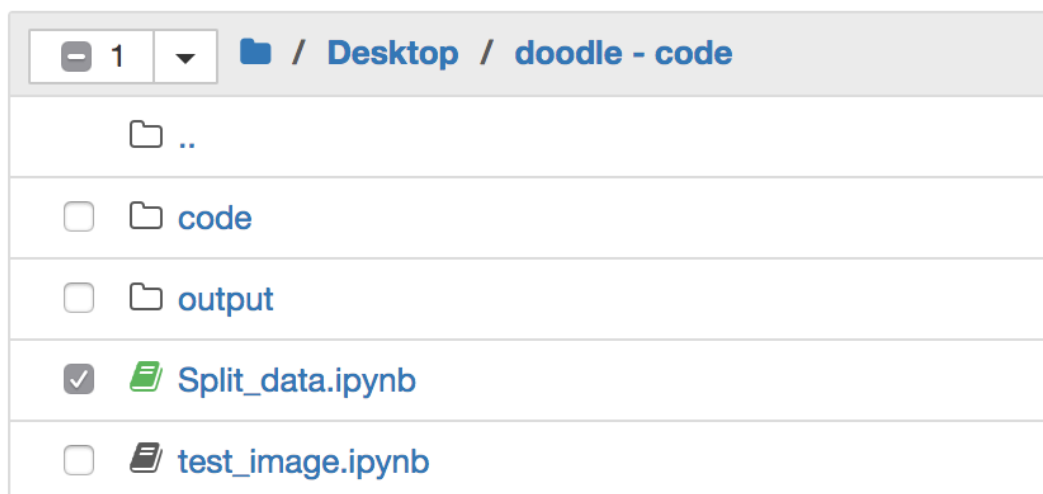 1 / Desktop / doodle - code
..
code
output
Split_data.ipynb
test_image.ipynb